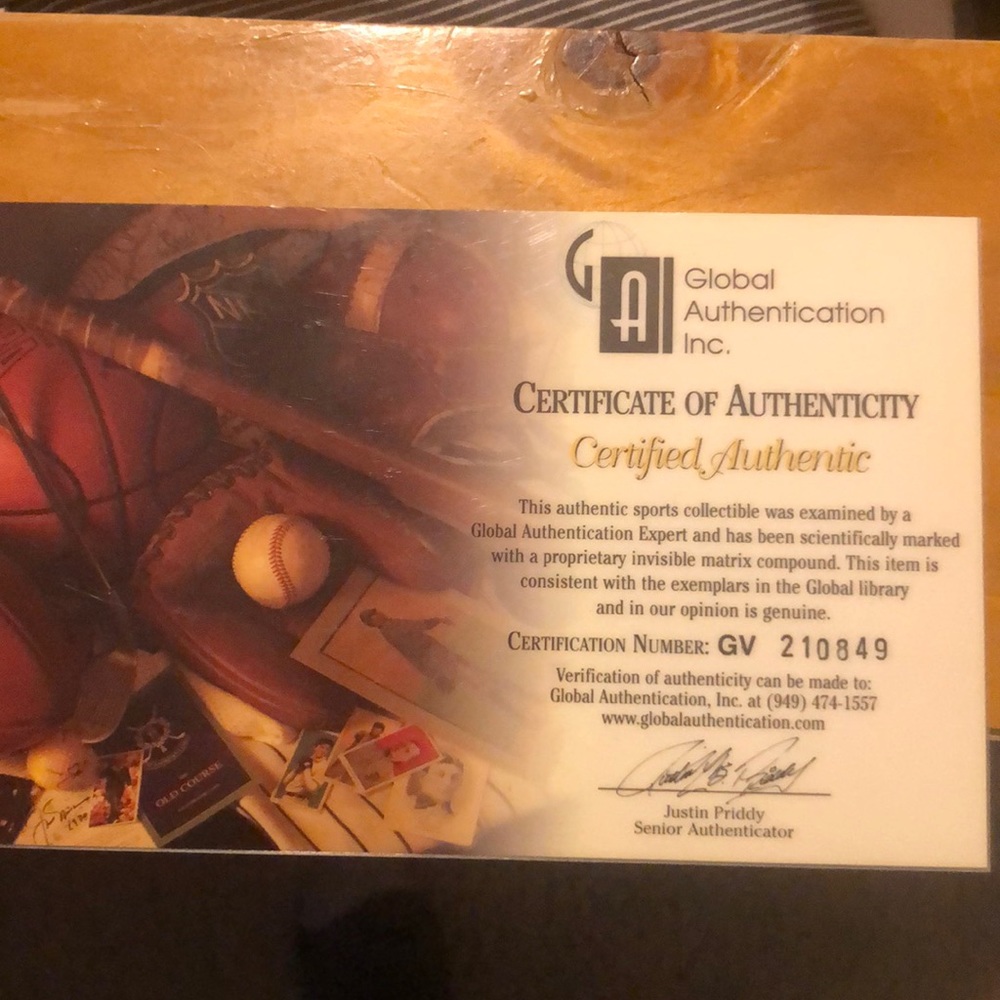 GAI
Global
Authentication
Inc.
CERTIFICATE OF AUTHENTICITY
Certified Authentic
This authentic sports collectible was examined by a
Global Authentication Expert and has been scientifically marked
with a proprietary invisible matrix compound. This item is
consistent with the exemplars in the Global library
and in our opinion is genuine.
CERTIFICATION NUMBER: GV 210849
Verification of authenticity can be made to:
Global Authentication, Inc. at (949) 474-1557
www.globalauthentication.com
Justin Priddy
Senior Authenticator
OLD COURSE